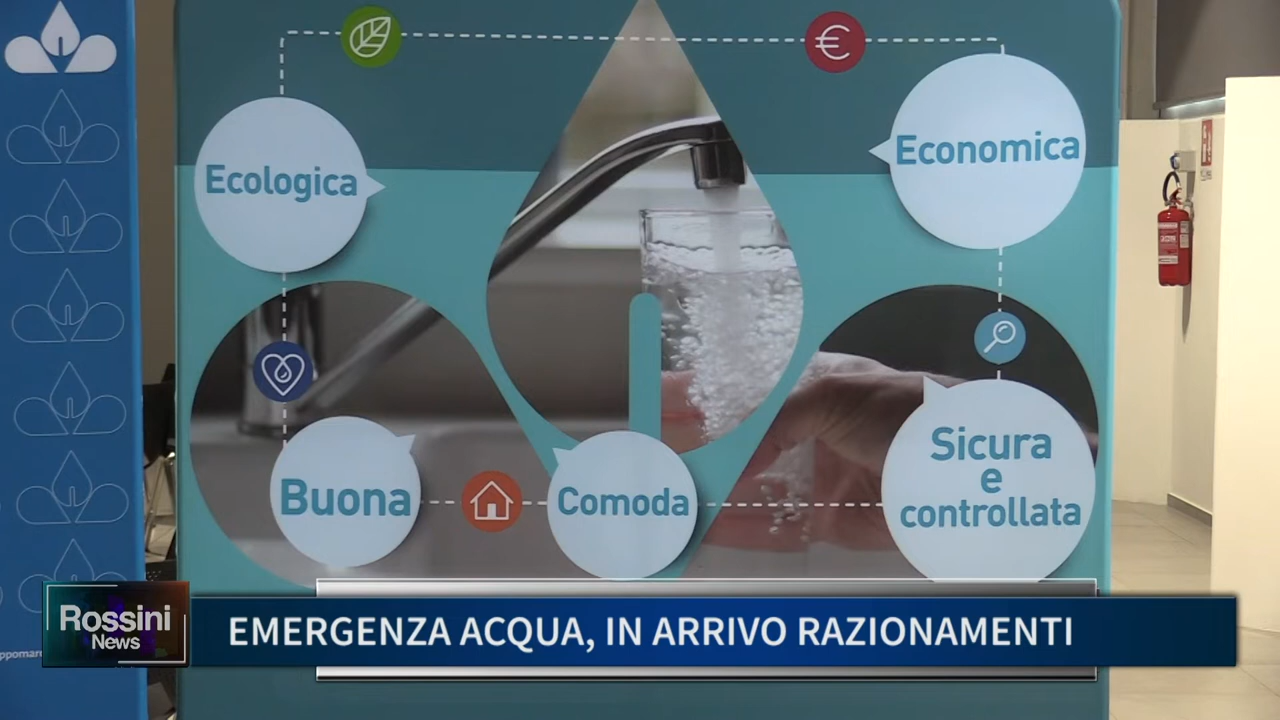 Ecologica
Economica
Buona
Comoda
Sicura
e
controllata
Rossini
News
EMERGENZA ACQUA, IN ARRIVO RAZIONAMENTI